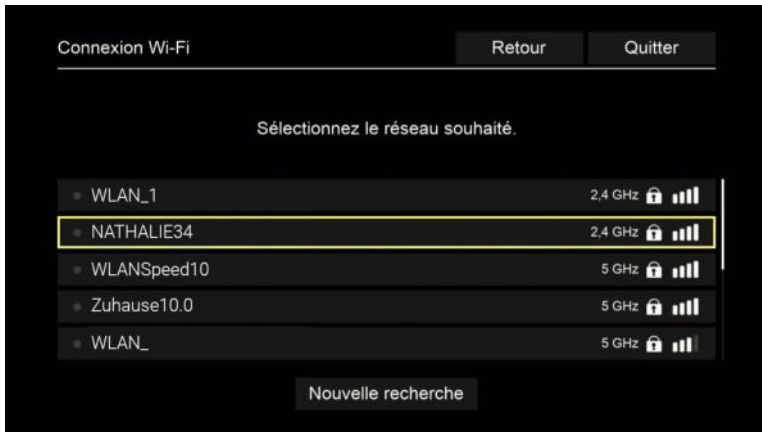 Connexion Wi-Fi Retour Quitter
Sélectionnez le réseau souhaité.
WLAN_1 2,4 GHz
NATHALIE34 2,4 GHz
WLANSpeed10 5 GHz
Zuhause10.0 5 GHz
WLAN_ 5 GHz
Nouvelle recherche